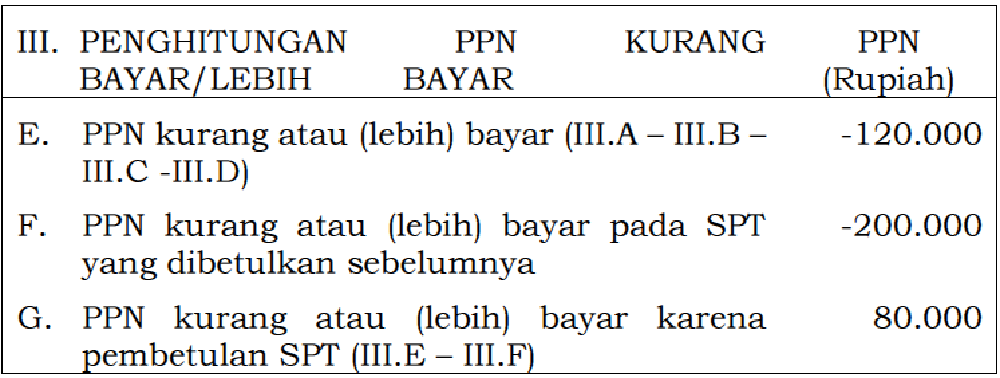 III. PENGHITUNGAN PPN KURANG PPN
BAYAR/LEBIH BAYAR (Rupiah)
E. PPN kurang atau (lebih) bayar (III.A – III.B – -120.000
III.C -III.D)
F. PPN kurang atau (lebih) bayar pada SPT -200.000
yang dibetulkan sebelumnya
G. PPN kurang atau (lebih) bayar karena 80.000
pembetulan SPT (III.E – III.F)